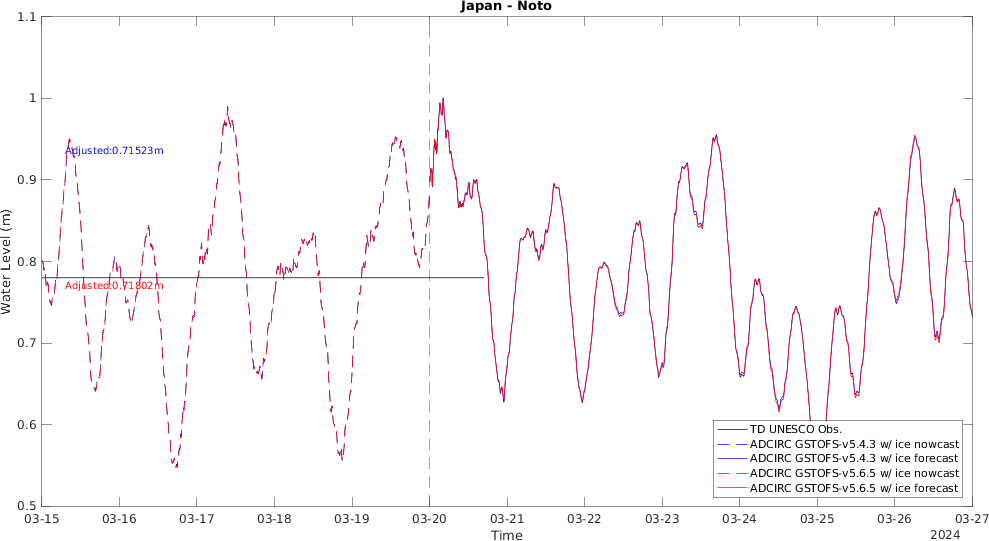 Japan - Noto
1.1
1
0.9
0.8
0.7
0.6
0.5
Water Level (m)
Adjusted:0.71523m
Adjusted:0.71802m
TD UNESCO Obs.
ADCIRC GSTOFS-v5.4.3 w/ ice nowcast
ADCIRC GSTOFS-v5.4.3 w/ ice forecast
ADCIRC GSTOFS-v5.6.5 w/ ice nowcast
ADCIRC GSTOFS-v5.6.5 w/ ice forecast
03-15 03-16 03-17 03-18 03-19 03-20 03-21 03-22 03-23 03-24 03-25 03-26 03-27
Time
2024